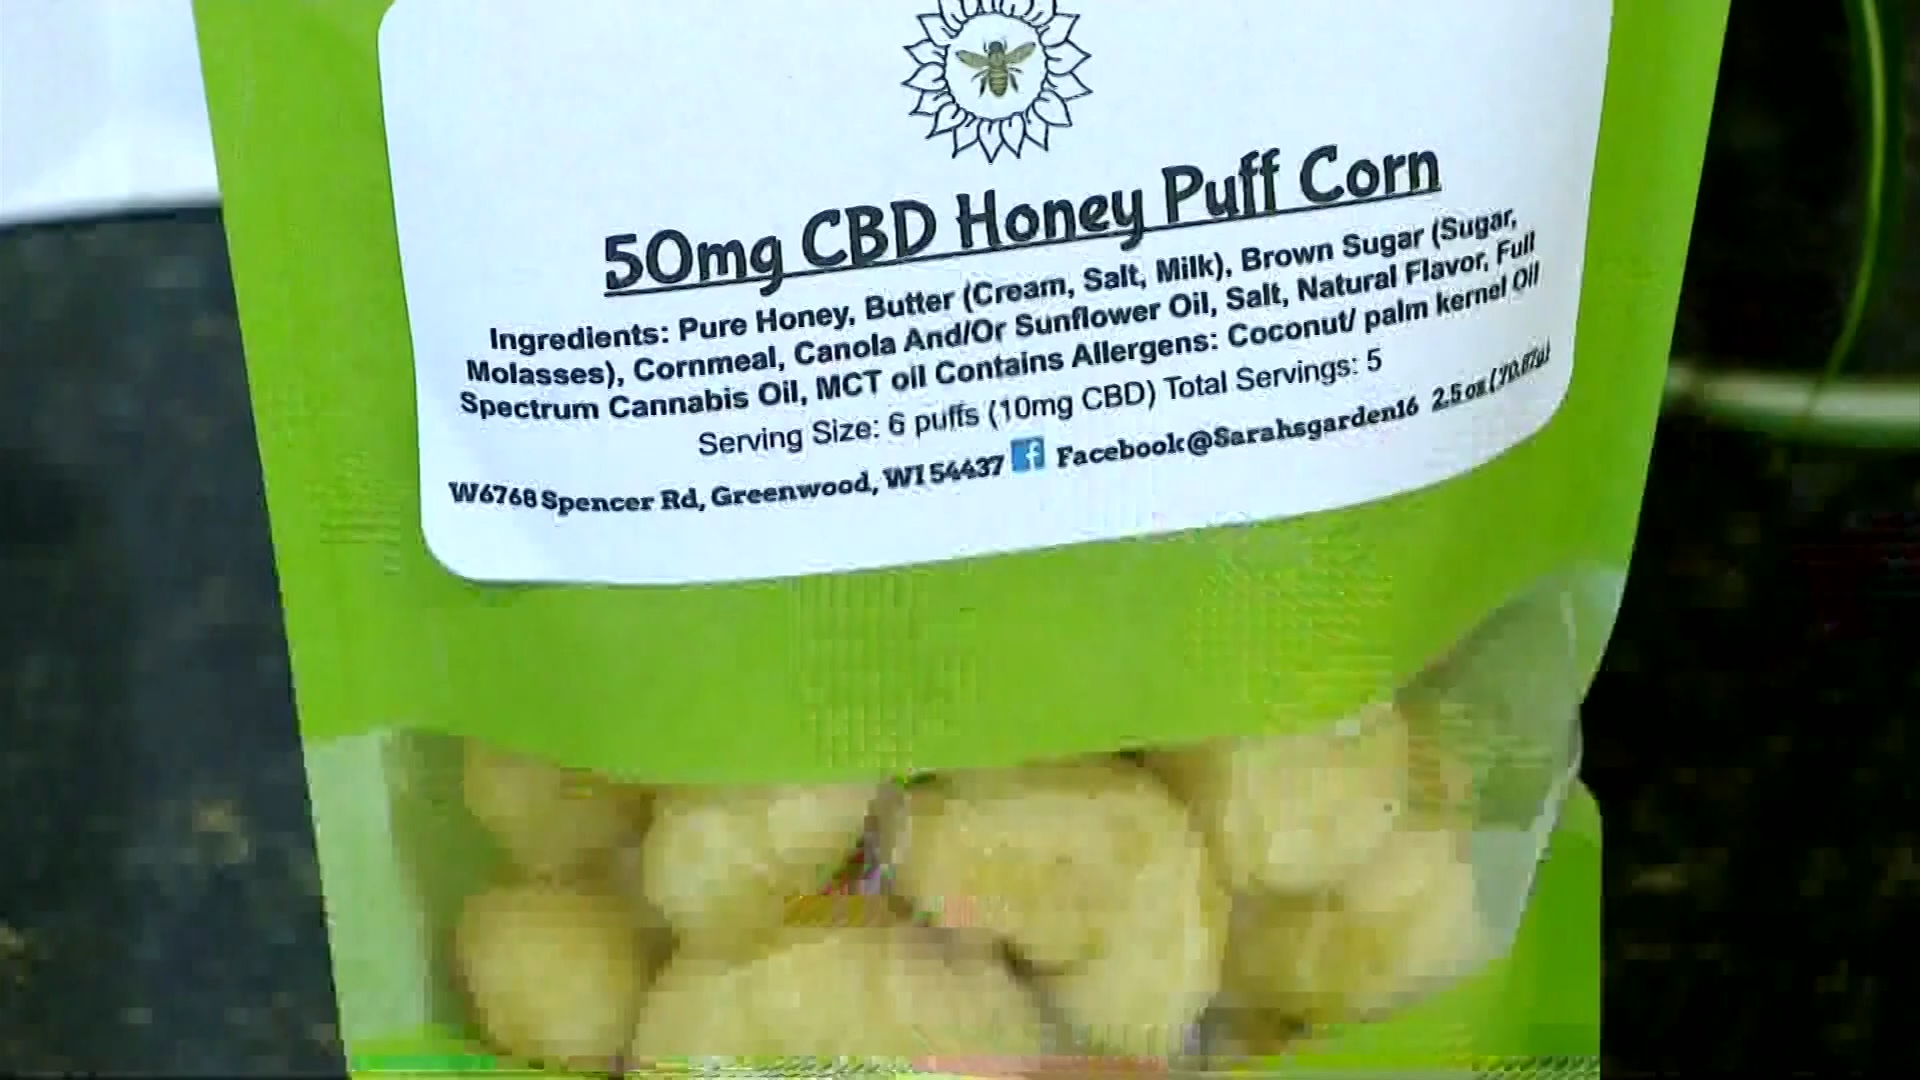 50mg CBD Honey Puff Corn
Ingredients: Pure Honey, Butter (Cream, Salt, Milk), Brown Sugar (Sugar,
Molasses), Cornmeal, Canola And/Or Sunflower Oil, Salt, Natural Flavor, Full
Spectrum Cannabis Oil, MCT oil Contains Allergens: Coconut/ palm kernel Oil
Serving Size: 6 puffs (10mg CBD) Total Servings: 5
W6768 Spencer Rd, Greenwood, WI 54437 f Facebook@Sarahsgarden16 2.5 oz